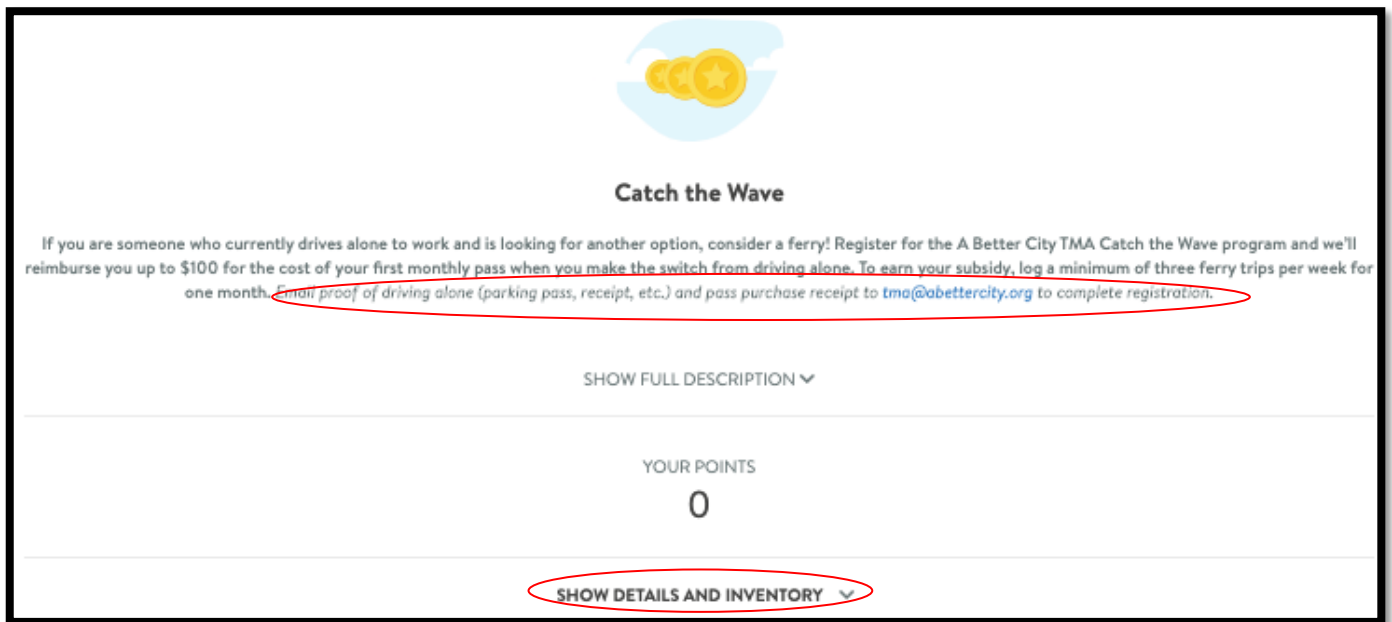 Catch the Wave
If you are someone who currently drives alone to work and is looking for another option, consider a ferry! Register for the A Better City TMA Catch the Wave program and we'll
reimburse you up to $100 for the cost of your first monthly pass when you make the switch from driving alone. To earn your subsidy, log a minimum of three ferry trips per week for
one month. Email proof of driving alone (parking pass, receipt, etc.) and pass purchase receipt to tma@abettercity.org to complete registration.
SHOW FULL DESCRIPTION
YOUR POINTS
0
SHOW DETAILS AND INVENTORY